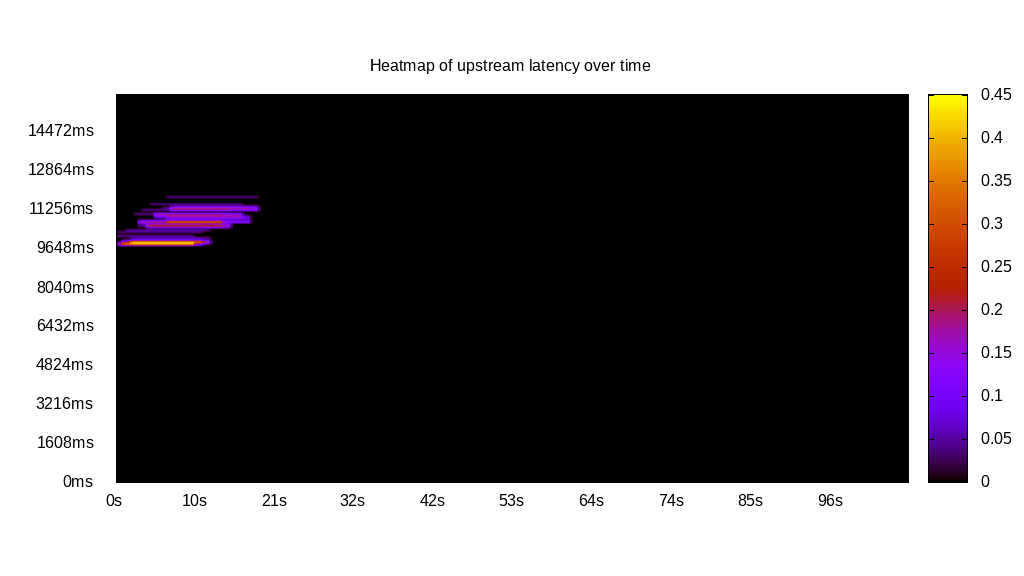 Heatmap of upstream latency over time
14472ms
12864ms
11256ms
9648ms
8040ms
6432ms
4824ms
3216ms
1608ms
0ms
0s 10s 21s 32s 42s 53s 64s 74s 85s 96s
0.45
0.4
0.35
0.3
0.25
0.2
0.15
0.1
0.05
0